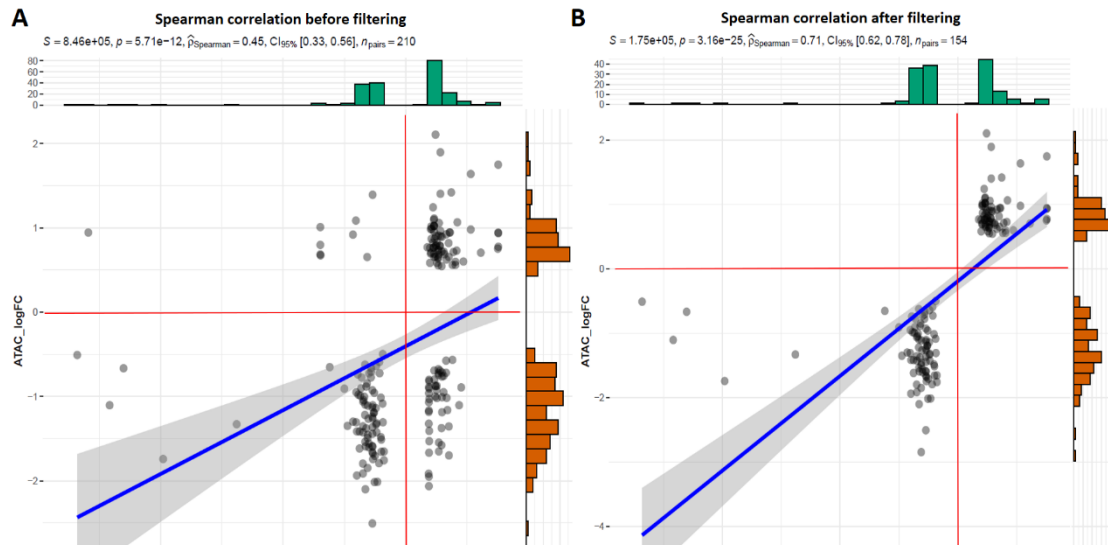 A
Spearman correlation before filtering
S = 8.46e+05, p = 5.71e−12, ρ̂Spearman = 0.45, CI95% [0.33, 0.56], npairs = 210
80
60
40
20
0
2
1
0
−1
−2
ATAC_logFC
B
Spearman correlation after filtering
S = 1.75e+05, p = 3.16e−25, ρ̂Spearman = 0.71, CI95% [0.62, 0.78], npairs = 154
40
30
20
10
0
2
0
−2
−4
ATAC_logFC